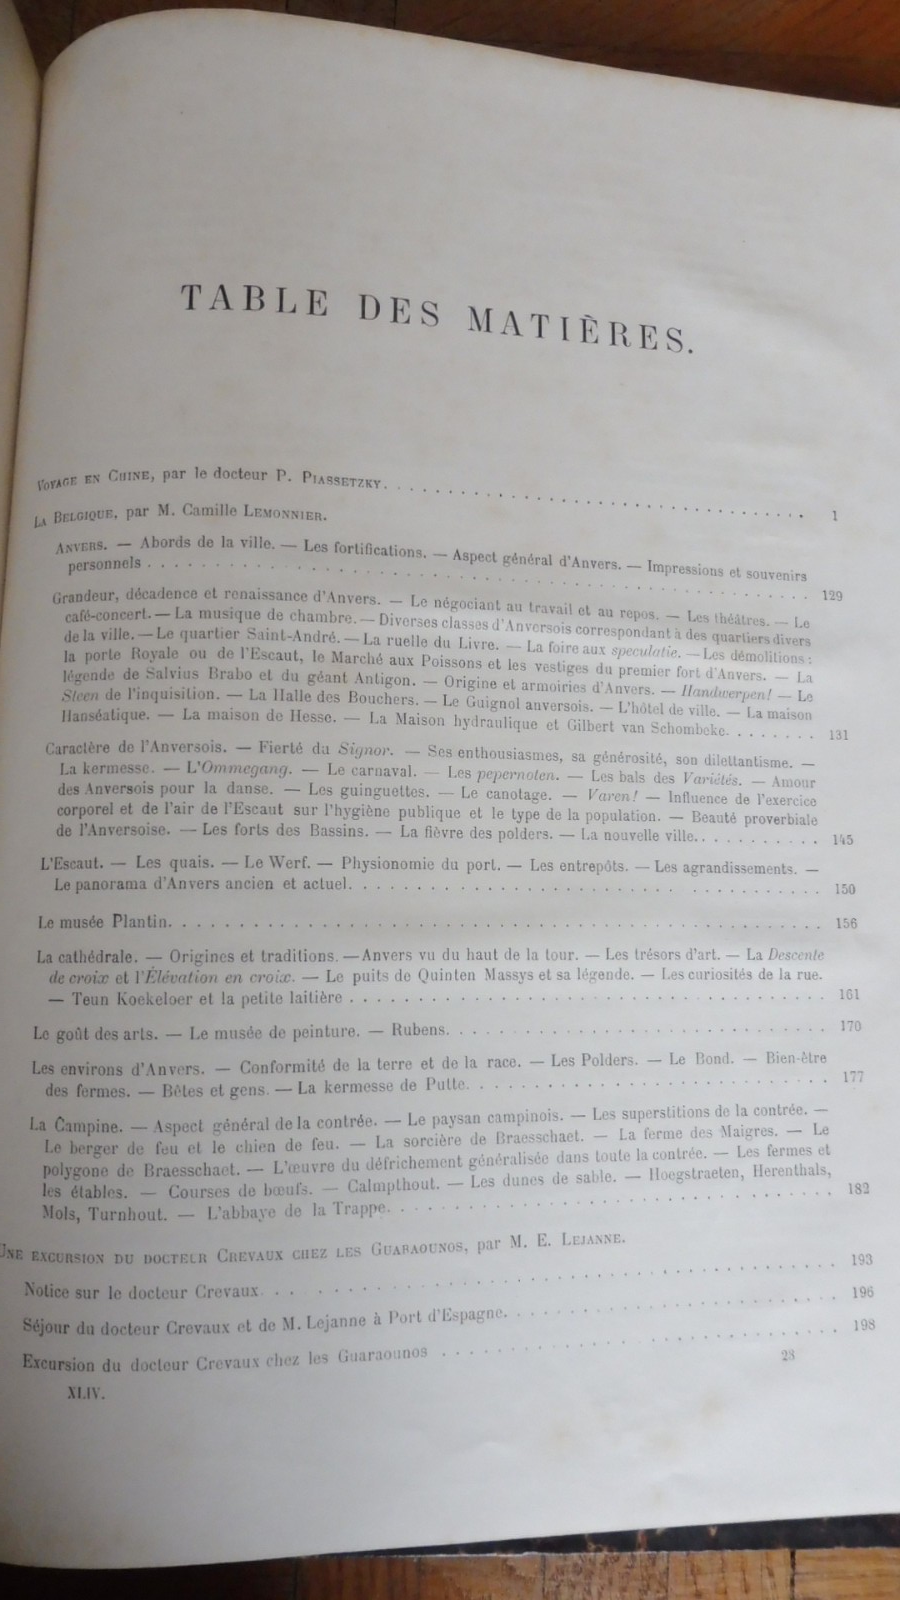 TABLE DES MATIÈRES.
VOYAGE EN CHINE, par le docteur P. PIASSETZKY. 1
LA BELGIQUE, par M. Camille LEMONNIER.
ANVERS. — Abords de la ville. — Les fortifications. — Aspect général d'Anvers. — Impressions et souvenirs
personnels 129
Grandeur, décadence et renaissance d'Anvers. — Le négociant au travail et au repos. — Les théâtres. — Le
café-concert. — La musique de chambre. — Diverses classes d'Anversois correspondant à des quartiers divers
de la ville. — Le quartier Saint-André. — La ruelle du Livre. — La foire aux speculatie. — Les démolitions :
la porte Royale ou de l'Escaut, le Marché aux Poissons et les vestiges du premier fort d'Anvers. — La
légende de Salvius Brabo et du géant Antigon. — Origine et armoiries d'Anvers. — Handwerpen! — Le
Steen de l'inquisition. — La Halle des Bouchers. — Le Guignol anversois. — L'hôtel de ville. — La maison
Hanséatique. — La maison de Hesse. — La Maison hydraulique et Gilbert van Schombeke. 131
Caractère de l'Anversois. — Fierté du Signor. — Ses enthousiasmes, sa générosité, son dilettantisme. —
La kermesse. — L'Ommegang. — Le carnaval. — Les pepernoten. — Les bals des Variétés. — Amour
des Anversois pour la danse. — Les guinguettes. — Le canotage. — Varen! — Influence de l'exercice
corporel et de l'air de l'Escaut sur l'hygiène publique et le type de la population. — Beauté proverbiale
de l'Anversoise. — Les forts des Bassins. — La fièvre des polders. — La nouvelle ville. 145
L'Escaut. — Les quais. — Le Werf. — Physionomie du port. — Les entrepôts. — Les agrandissements. —
Le panorama d'Anvers ancien et actuel. 150
Le musée Plantin. 156
La cathédrale. — Origines et traditions. — Anvers vu du haut de la tour. — Les trésors d'art. — La Descente
de croix et l'Élévation en croix. — Le puits de Quinten Massys et sa légende. — Les curiosités de la rue.
— Teun Koekeloer et la petite laitière 161
Le goût des arts. — Le musée de peinture. — Rubens. 170
Les environs d'Anvers. — Conformité de la terre et de la race. — Les Polders. — Le Bond. — Bien-être
des fermes. — Bêtes et gens. — La kermesse de Putte. 177
La Campine. — Aspect général de la contrée. — Le paysan campinois. — Les superstitions de la contrée. —
Le berger de feu et le chien de feu. — La sorcière de Braesschaet. — La ferme des Maigres. — Le
polygone de Braesschaet. — L'œuvre du défrichement généralisée dans toute la contrée. — Les fermes et
les étables. — Courses de bœufs. — Calmpthout. — Les dunes de sable. — Hoegstraeten, Herenthals,
Mols, Turnhout. — L'abbaye de la Trappe. 182
UNE EXCURSION DU DOCTEUR CREVAUX CHEZ LES GUARAOUNOS, par M. E. LEJANNE.
Notice sur le docteur Crevaux. 193
Séjour du docteur Crevaux et de M. Lejanne à Port d'Espagne. 196
Excursion du docteur Crevaux chez les Guaraounos 198
XLIV. 28